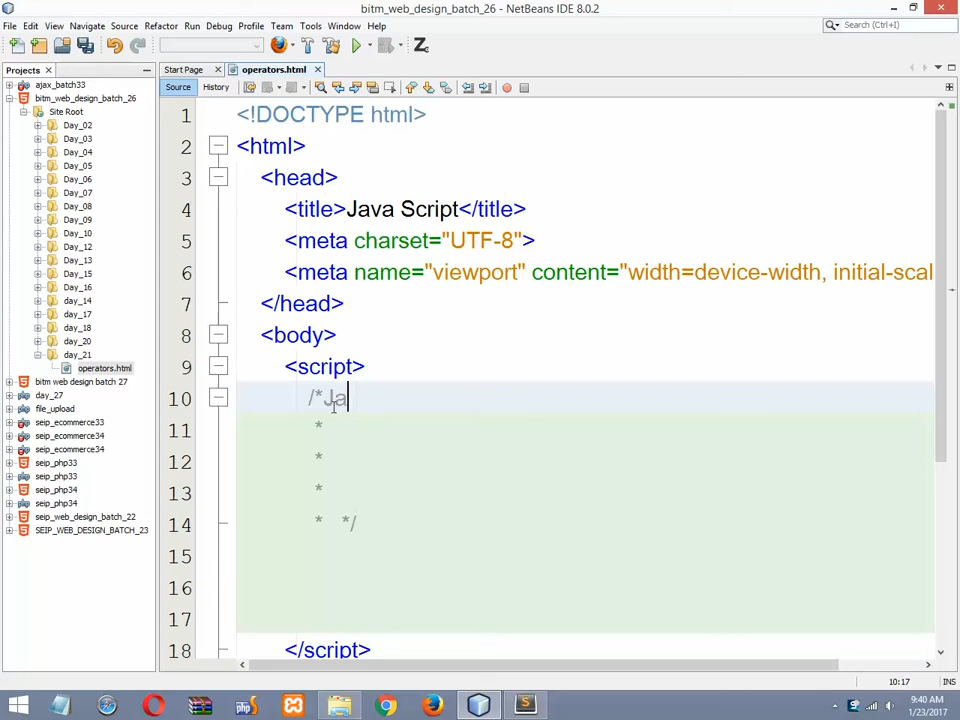 bitm_web_design_batch_26 - NetBeans IDE 8.0.2
File Edit View Navigate Source Refactor Run Debug Profile Team Tools Window Help
Search (Ctrl+I)
Projects
Start Page
operators.html
Source History
ajax_batch33
bitm_web_design_batch_26
Site Root
Day_02
Day_03
Day_04
Day_05
Day_06
Day_07
Day_08
Day_09
Day_10
Day_12
Day_13
Day_15
Day_16
day_14
day_17
day_18
day_20
day_21
operators.html
bitm web design batch 27
day_27
file_upload
seip_ecommerce33
seip_ecommerce34
seip_ecommerce34
seip_php33
seip_php33
seip_php34
seip_php34
seip_web_design_batch_22
SEIP_WEB_DESIGN_BATCH_23
1 <!DOCTYPE html>
2 <html>
3 <head>
4 <title>Java Script</title>
5 <meta charset="UTF-8">
6 <meta name="viewport" content="width=device-width, initial-scal
7 </head>
8 <body>
9 <script>
10 /*Ja
11 *
12 *
13 *
14 * */
15
16
17
18 </script>
10:17 INS
9:40 AM
1/23/2017